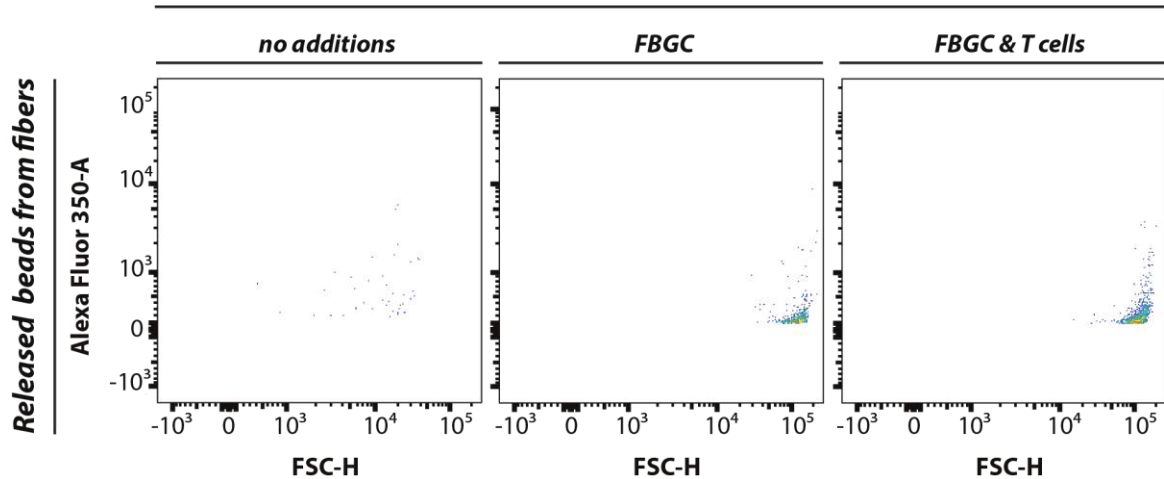 no additions
FBGC
FBGC & T cells
Released beads from fibers
Alexa Fluor 350-A
10⁵
10⁴
10³
0
-10³
-10³ 0 10³ 10⁴ 10⁵
-10³ 0 10³ 10⁴ 10⁵
-10³ 0 10³ 10⁴ 10⁵
FSC-H
FSC-H
FSC-H